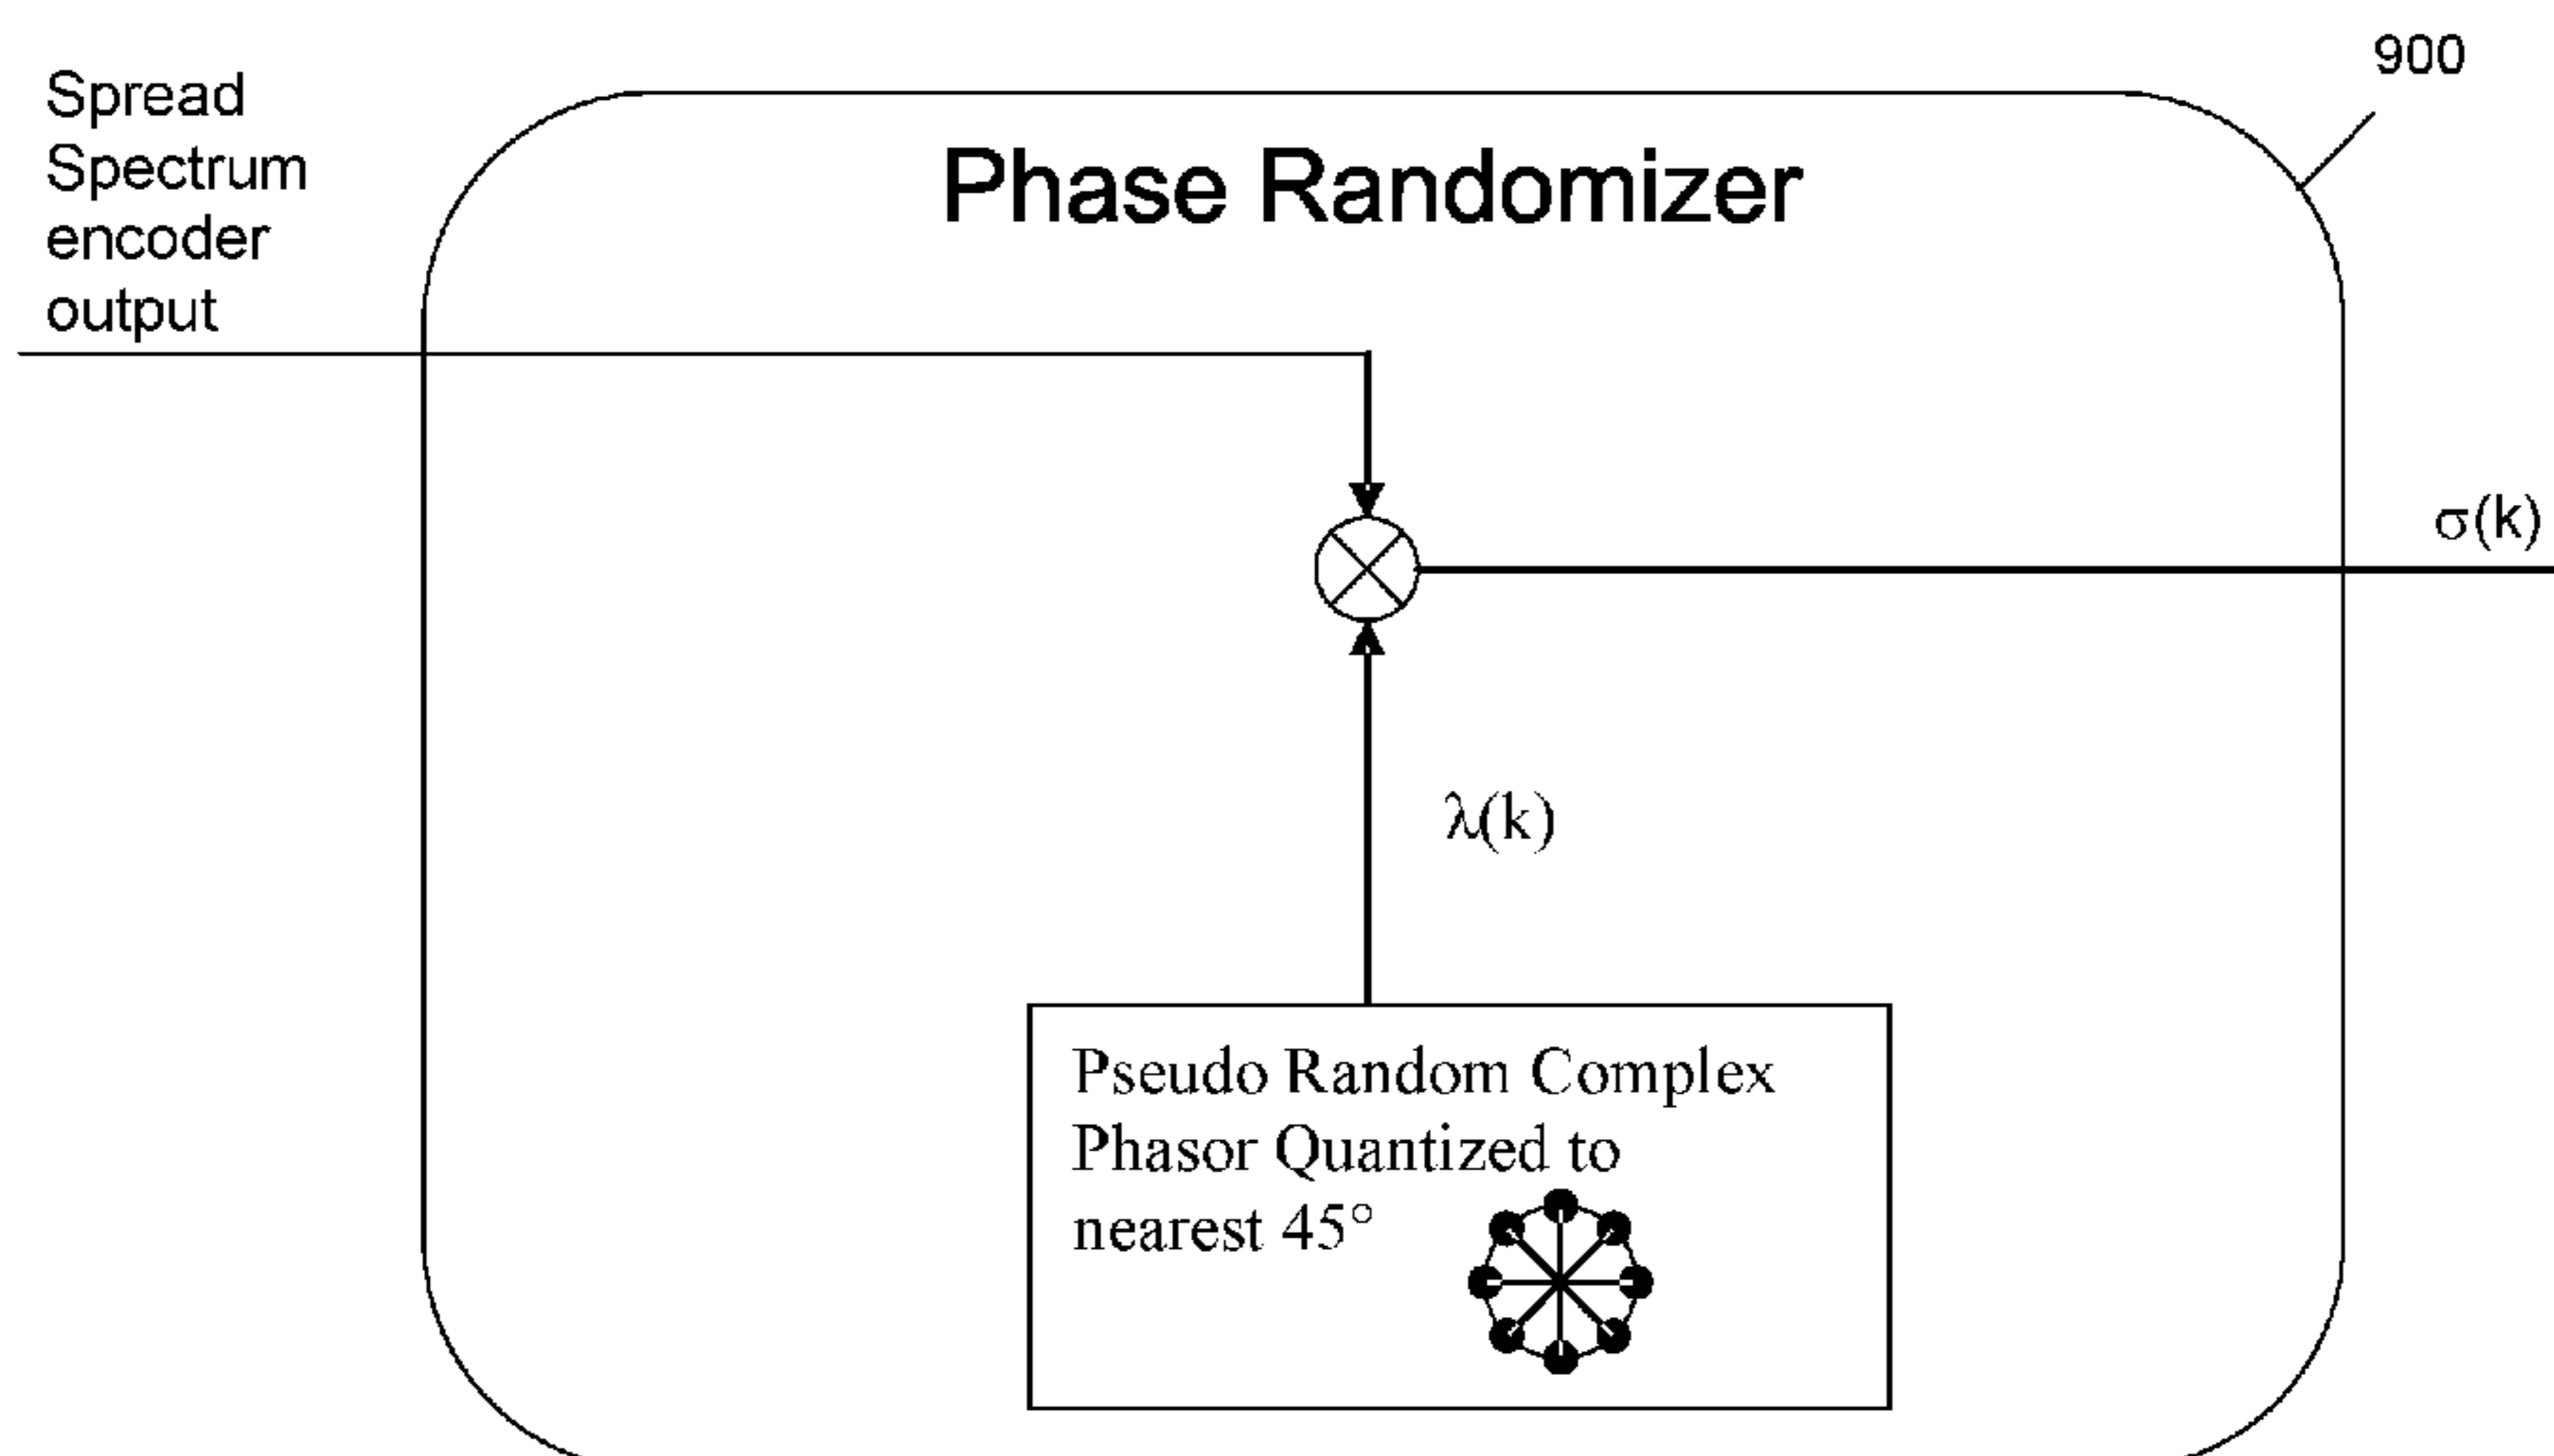 900
Spread
Spectrum
encoder
output
Phase Randomizer
σ(k)
λ(k)
Pseudo Random Complex
Phasor Quantized to
nearest 45°